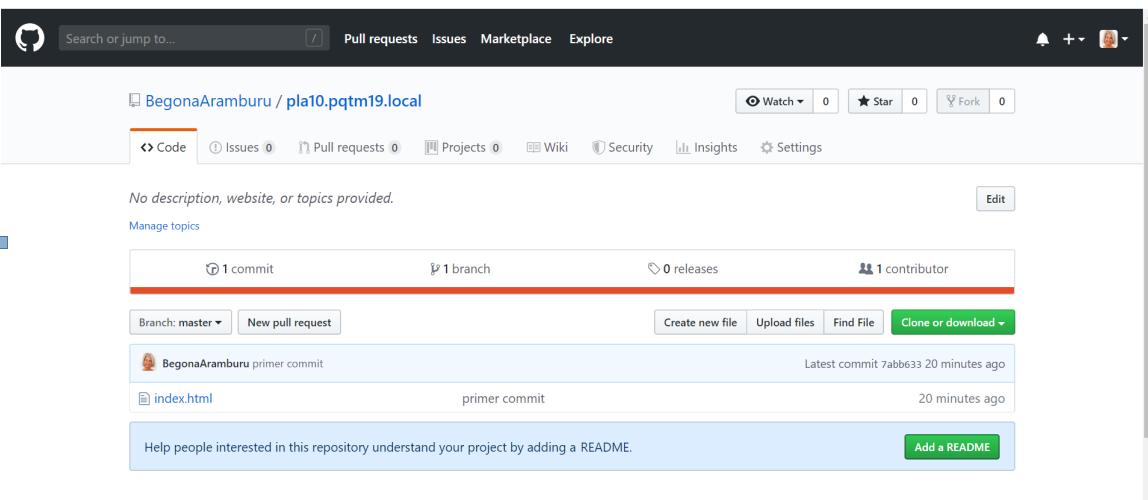 Search or jump to... / Pull requests Issues Marketplace Explore
BegonaAramburu / pla10.pqtm19.local Watch 0 Star 0 Fork 0
<> Code Issues 0 Pull requests 0 Projects 0 Wiki Security Insights Settings
No description, website, or topics provided. Edit
Manage topics
1 commit 1 branch 0 releases 1 contributor
Branch: master New pull request Create new file Upload files Find File Clone or download
BegonaAramburu primer commit Latest commit 7abb633 20 minutes ago
index.html primer commit 20 minutes ago
Help people interested in this repository understand your project by adding a README. Add a README